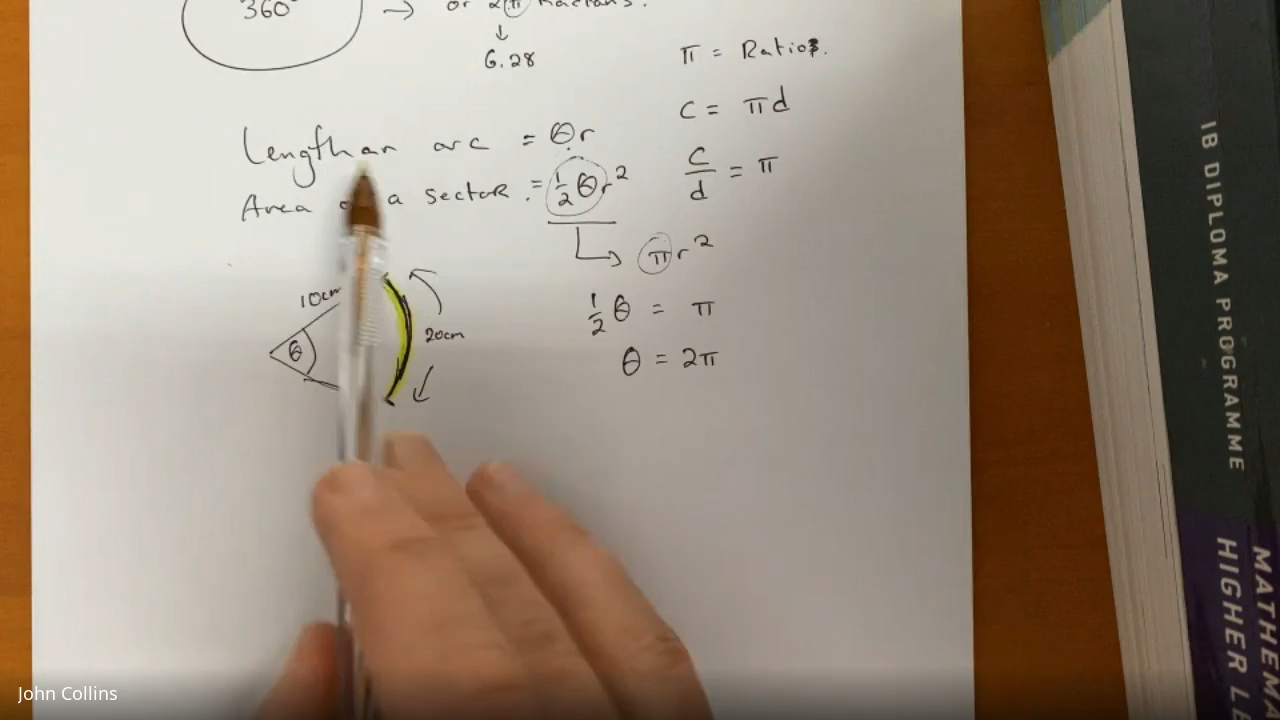 360°
→ or 2π Radians.
↓
6.28
π = Ratio.
C = πd
Length an arc = θr
C/d = π
Area a sector. = ½θr²
πr²
10cm
θ
20cm
½θ = π
θ = 2π
IB DIPLOMA PROGRAMME
HIGHER
John Collins